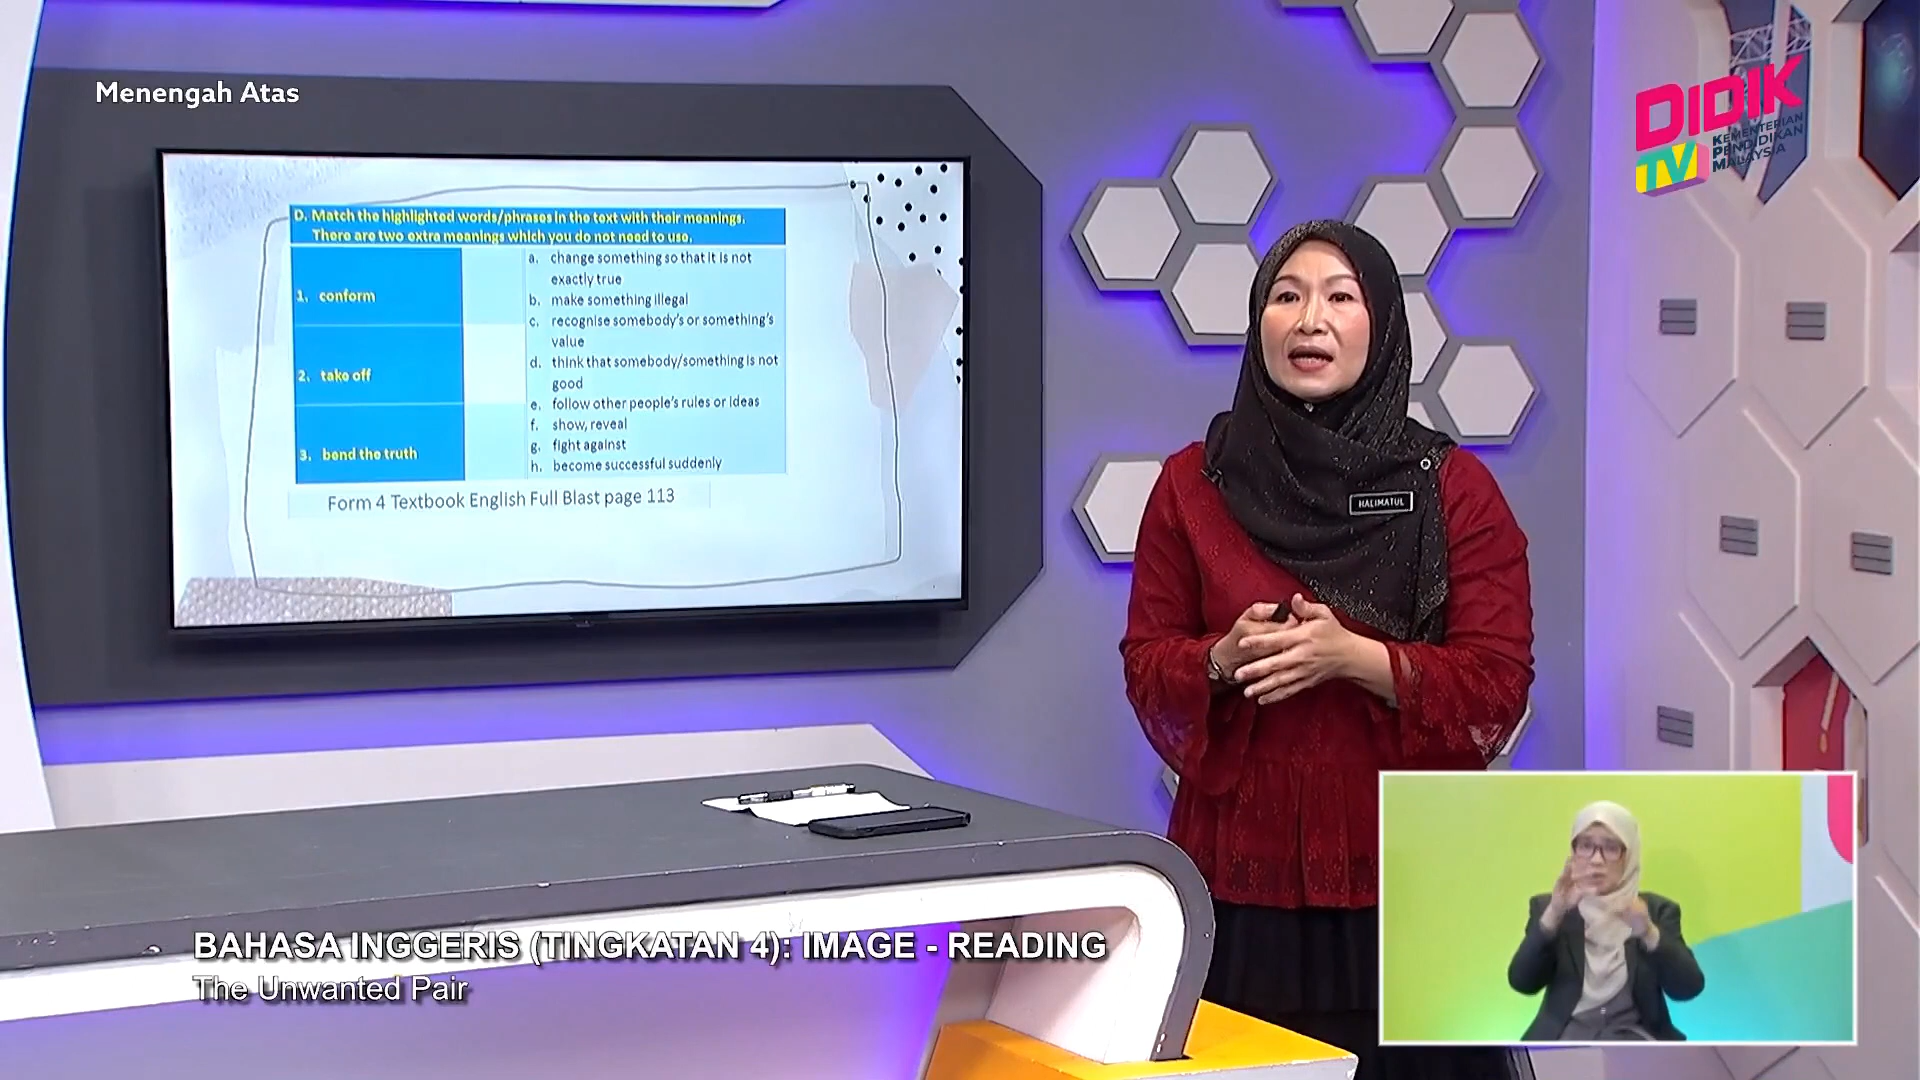 Menengah Atas
DIDIK
TV
KEMENTERIAN
PENDIDIKAN
MALAYSIA
D. Match the highlighted words/phrases in the text with their meanings.
There are two extra meanings which you do not need to use.
1. conform
2. take off
3. bend the truth
a. change something so that it is not
exactly true
b. make something illegal
c. recognise somebody's or something's
value
d. think that somebody/something is not
good
e. follow other people's rules or ideas
f. show, reveal
g. fight against
h. become successful suddenly
Form 4 Textbook English Full Blast page 113
HALIMATUL
BAHASA INGGERIS (TINGKATAN 4): IMAGE - READING
The Unwanted Pair